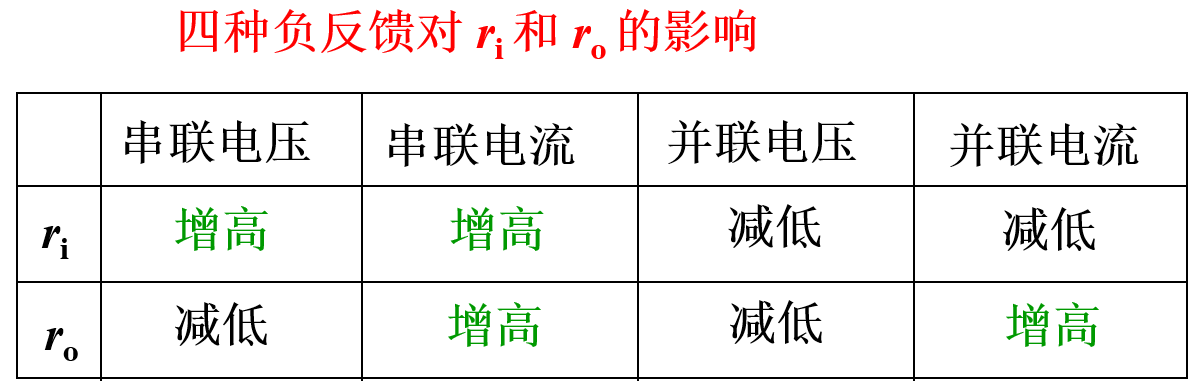 四种负反馈对 ri 和 ro 的影响
串联电压 串联电流 并联电压 并联电流
ri 增高 增高 减低 减低
ro 减低 增高 减低 增高